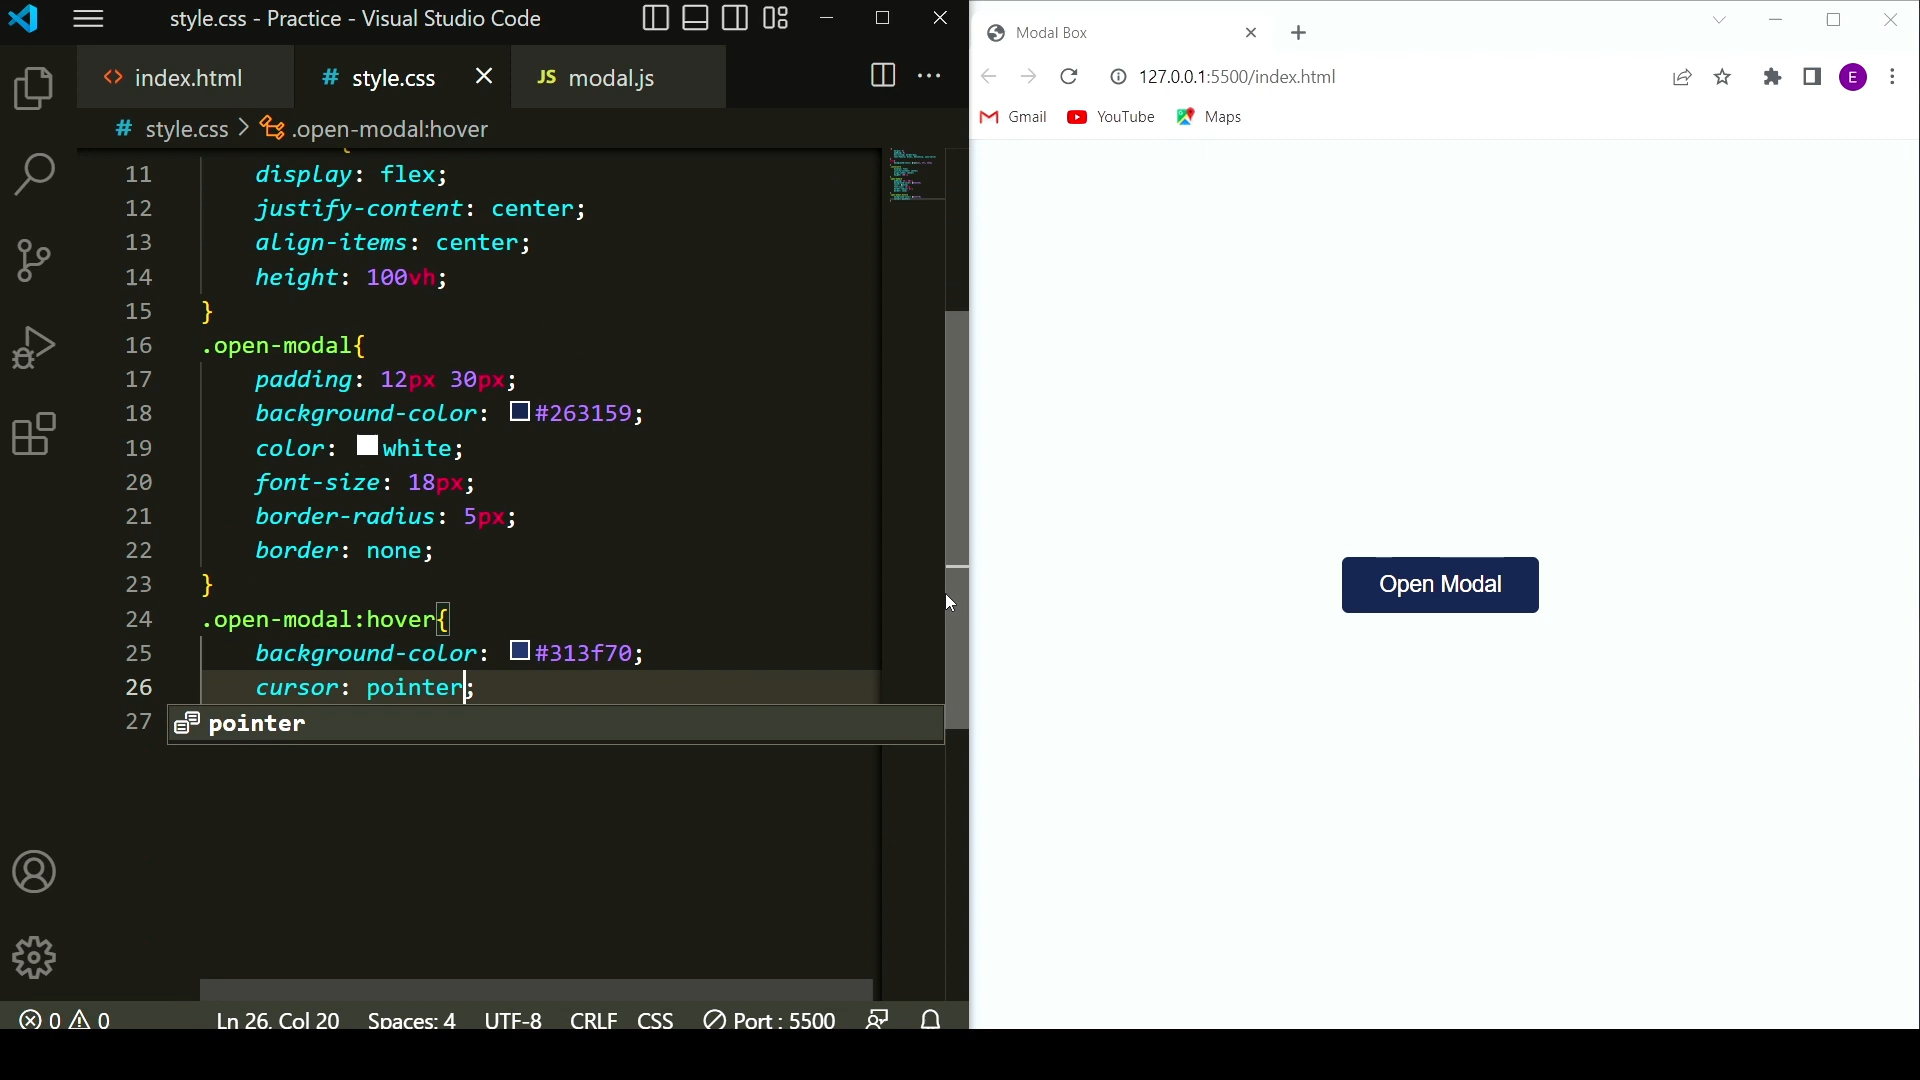 style.css - Practice - Visual Studio Code
index.html
# style.css
JS modal.js
# style.css > .open-modal:hover
11 display: flex;
12 justify-content: center;
13 align-items: center;
14 height: 100vh;
15 }
16 .open-modal{
17 padding: 12px 30px;
18 background-color: #263159;
19 color: white;
20 font-size: 18px;
21 border-radius: 5px;
22 border: none;
23 }
24 .open-modal:hover{
25 background-color: #313f70;
26 cursor: pointer;
27 pointer
0 0 Ln 26, Col 20 Spaces: 4 UTF-8 CRLF CSS Port : 5500
Modal Box
127.0.0.1:5500/index.html
E
Gmail YouTube Maps
Open Modal